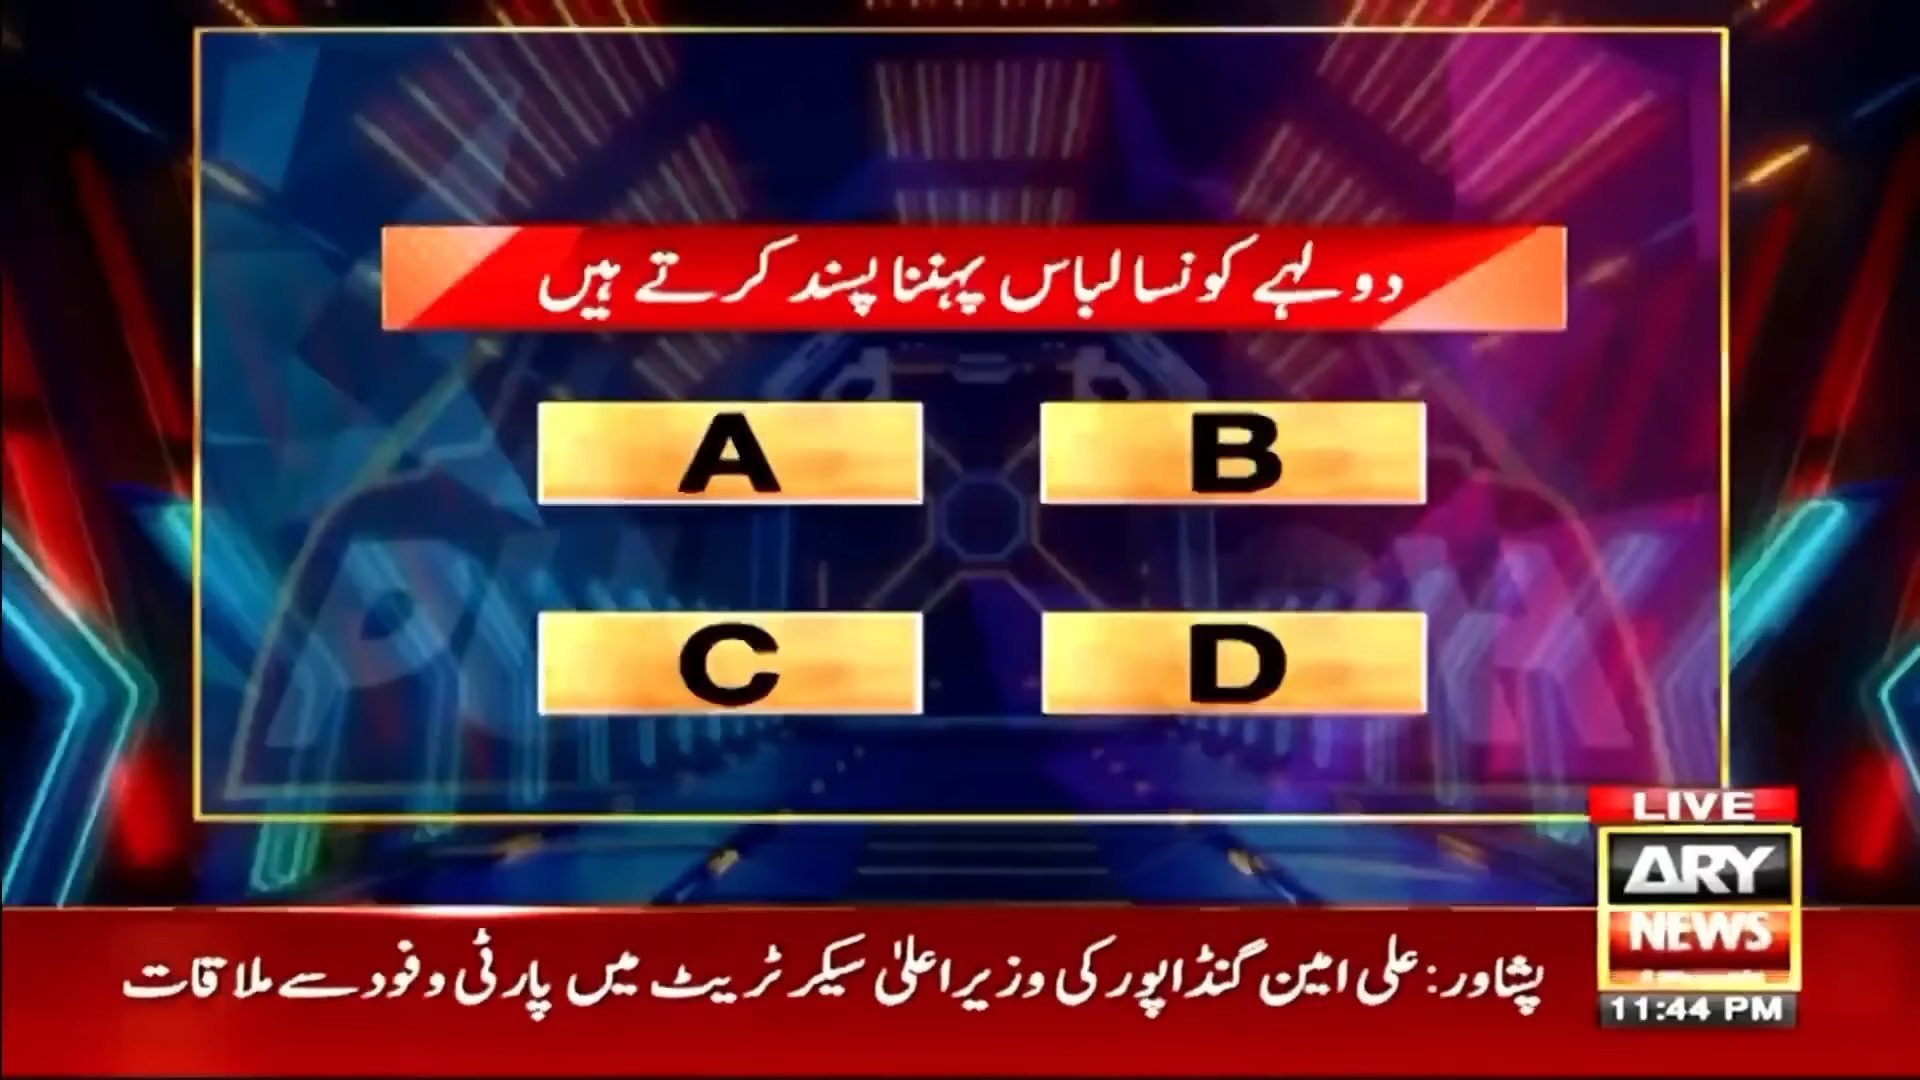 دولہے کونسا لباس پہننا پسند کرتے ہیں
A
B
C
D
LIVE
ARY
NEWS
11:44 PM
پشاور: علی امین گنڈاپور کی وزیراعلیٰ سیکرٹریٹ میں پارٹی وفود سے ملاقات